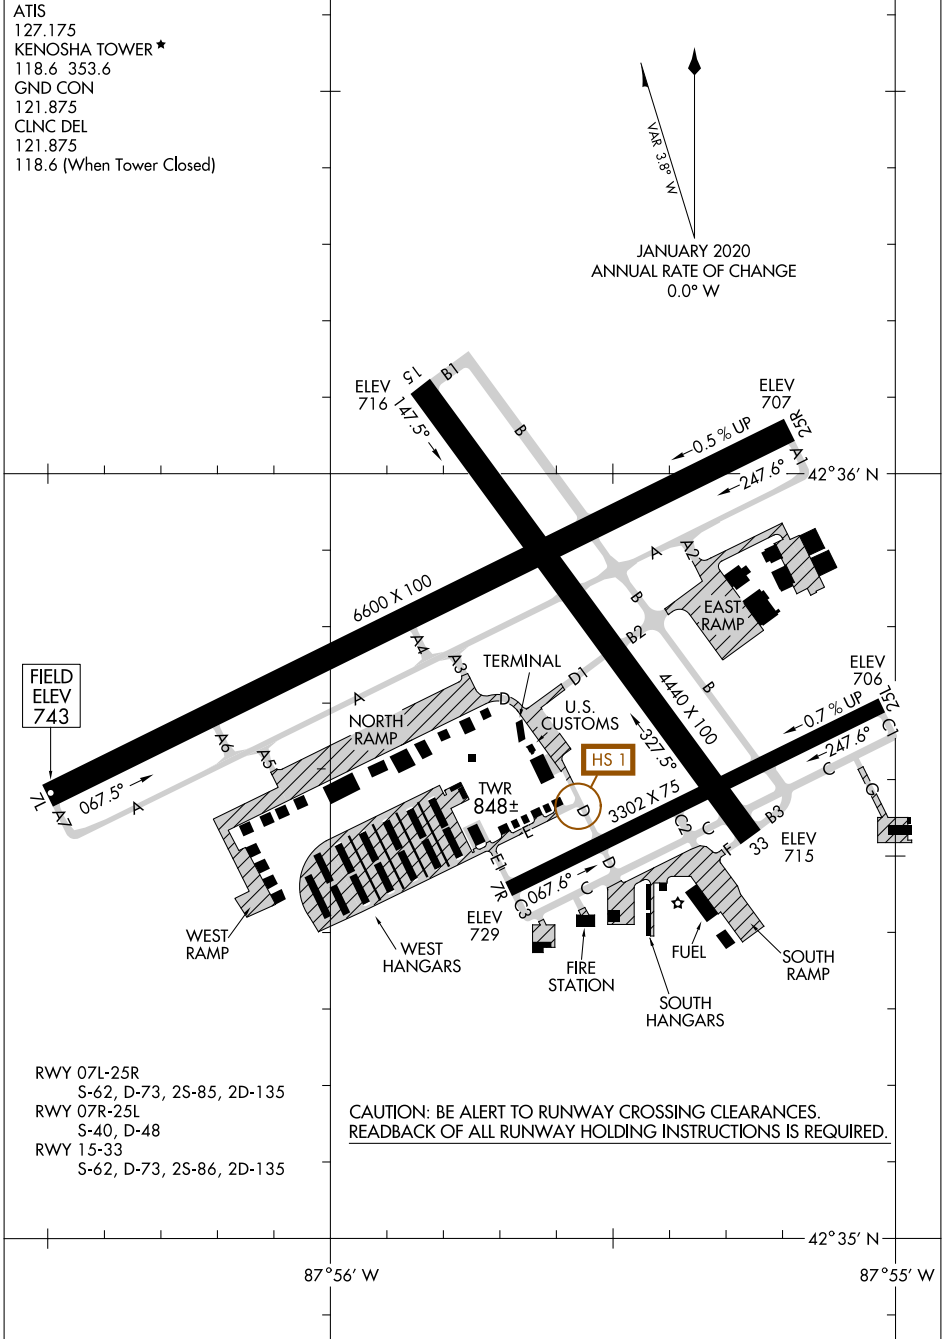 ATIS
127.175
KENOSHA TOWER★
118.6 353.6
GND CON
121.875
CLNC DEL
121.875
118.6 (When Tower Closed)
VAR 3.8° W
JANUARY 2020
ANNUAL RATE OF CHANGE
0.0° W
15
B1
ELEV
716
147.5°
B
ELEV
707
25R
0.5% UP
A1
247.6°
42°36' N
A
A2
B
EAST
RAMP
B2
6600 X 100
A4
A3
TERMINAL
D1
4440 X 100
B
FIELD
ELEV
743
ELEV
706
25L
D
A
NORTH
RAMP
U.S.
CUSTOMS
0.7% UP
C1
A6
A5
327.5°
247.6°
HS 1
C
G
067.5°
7L
A7
A
TWR
848±
3302 X 75
D
E
C2
C
B3
F
33
ELEV
715
E1
7R
067.6°
D
C
C3
ELEV
729
WEST
RAMP
WEST
HANGARS
FIRE
STATION
FUEL
SOUTH
RAMP
SOUTH
HANGARS
RWY 07L-25R
S-62, D-73, 2S-85, 2D-135
RWY 07R-25L
S-40, D-48
RWY 15-33
S-62, D-73, 2S-86, 2D-135
CAUTION: BE ALERT TO RUNWAY CROSSING CLEARANCES.
READBACK OF ALL RUNWAY HOLDING INSTRUCTIONS IS REQUIRED.
42°35' N
87°56' W
87°55' W